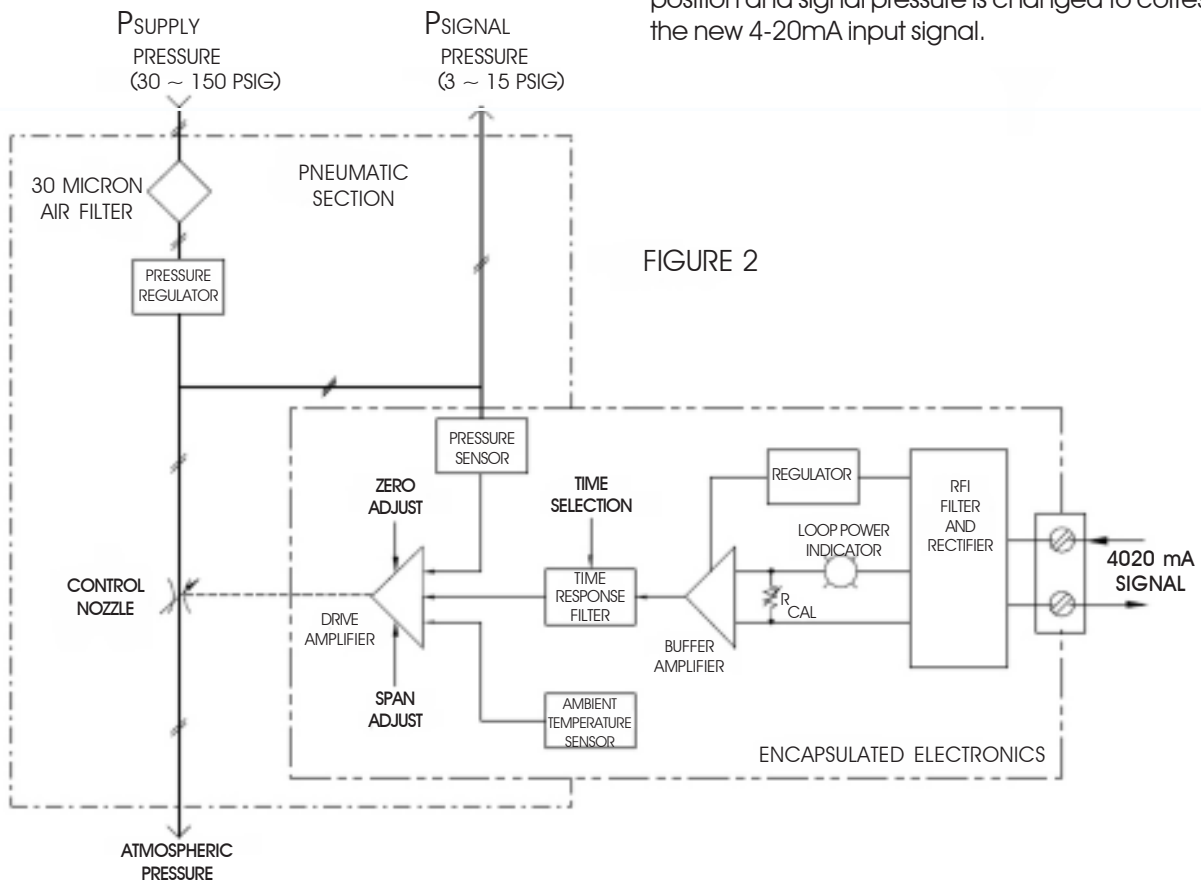 position and signal pressure is changed to corres
the new 4-20mA input signal.
PSUPPLY
PRESSURE
(30 ~ 150 PSIG)
PSIGNAL
PRESSURE
(3 ~ 15 PSIG)
30 MICRON
AIR FILTER
PNEUMATIC
SECTION
PRESSURE
REGULATOR
FIGURE 2
PRESSURE
SENSOR
ZERO
ADJUST
TIME
SELECTION
REGULATOR
LOOP POWER
INDICATOR
RFI
FILTER
AND
RECTIFIER
4020 mA
SIGNAL
CONTROL
NOZZLE
DRIVE
AMPLIFIER
TIME
RESPONSE
FILTER
R
CAL
BUFFER
AMPLIFIER
SPAN
ADJUST
AMBIENT
TEMPERATURE
SENSOR
ENCAPSULATED ELECTRONICS
ATMOSPHERIC
PRESSURE